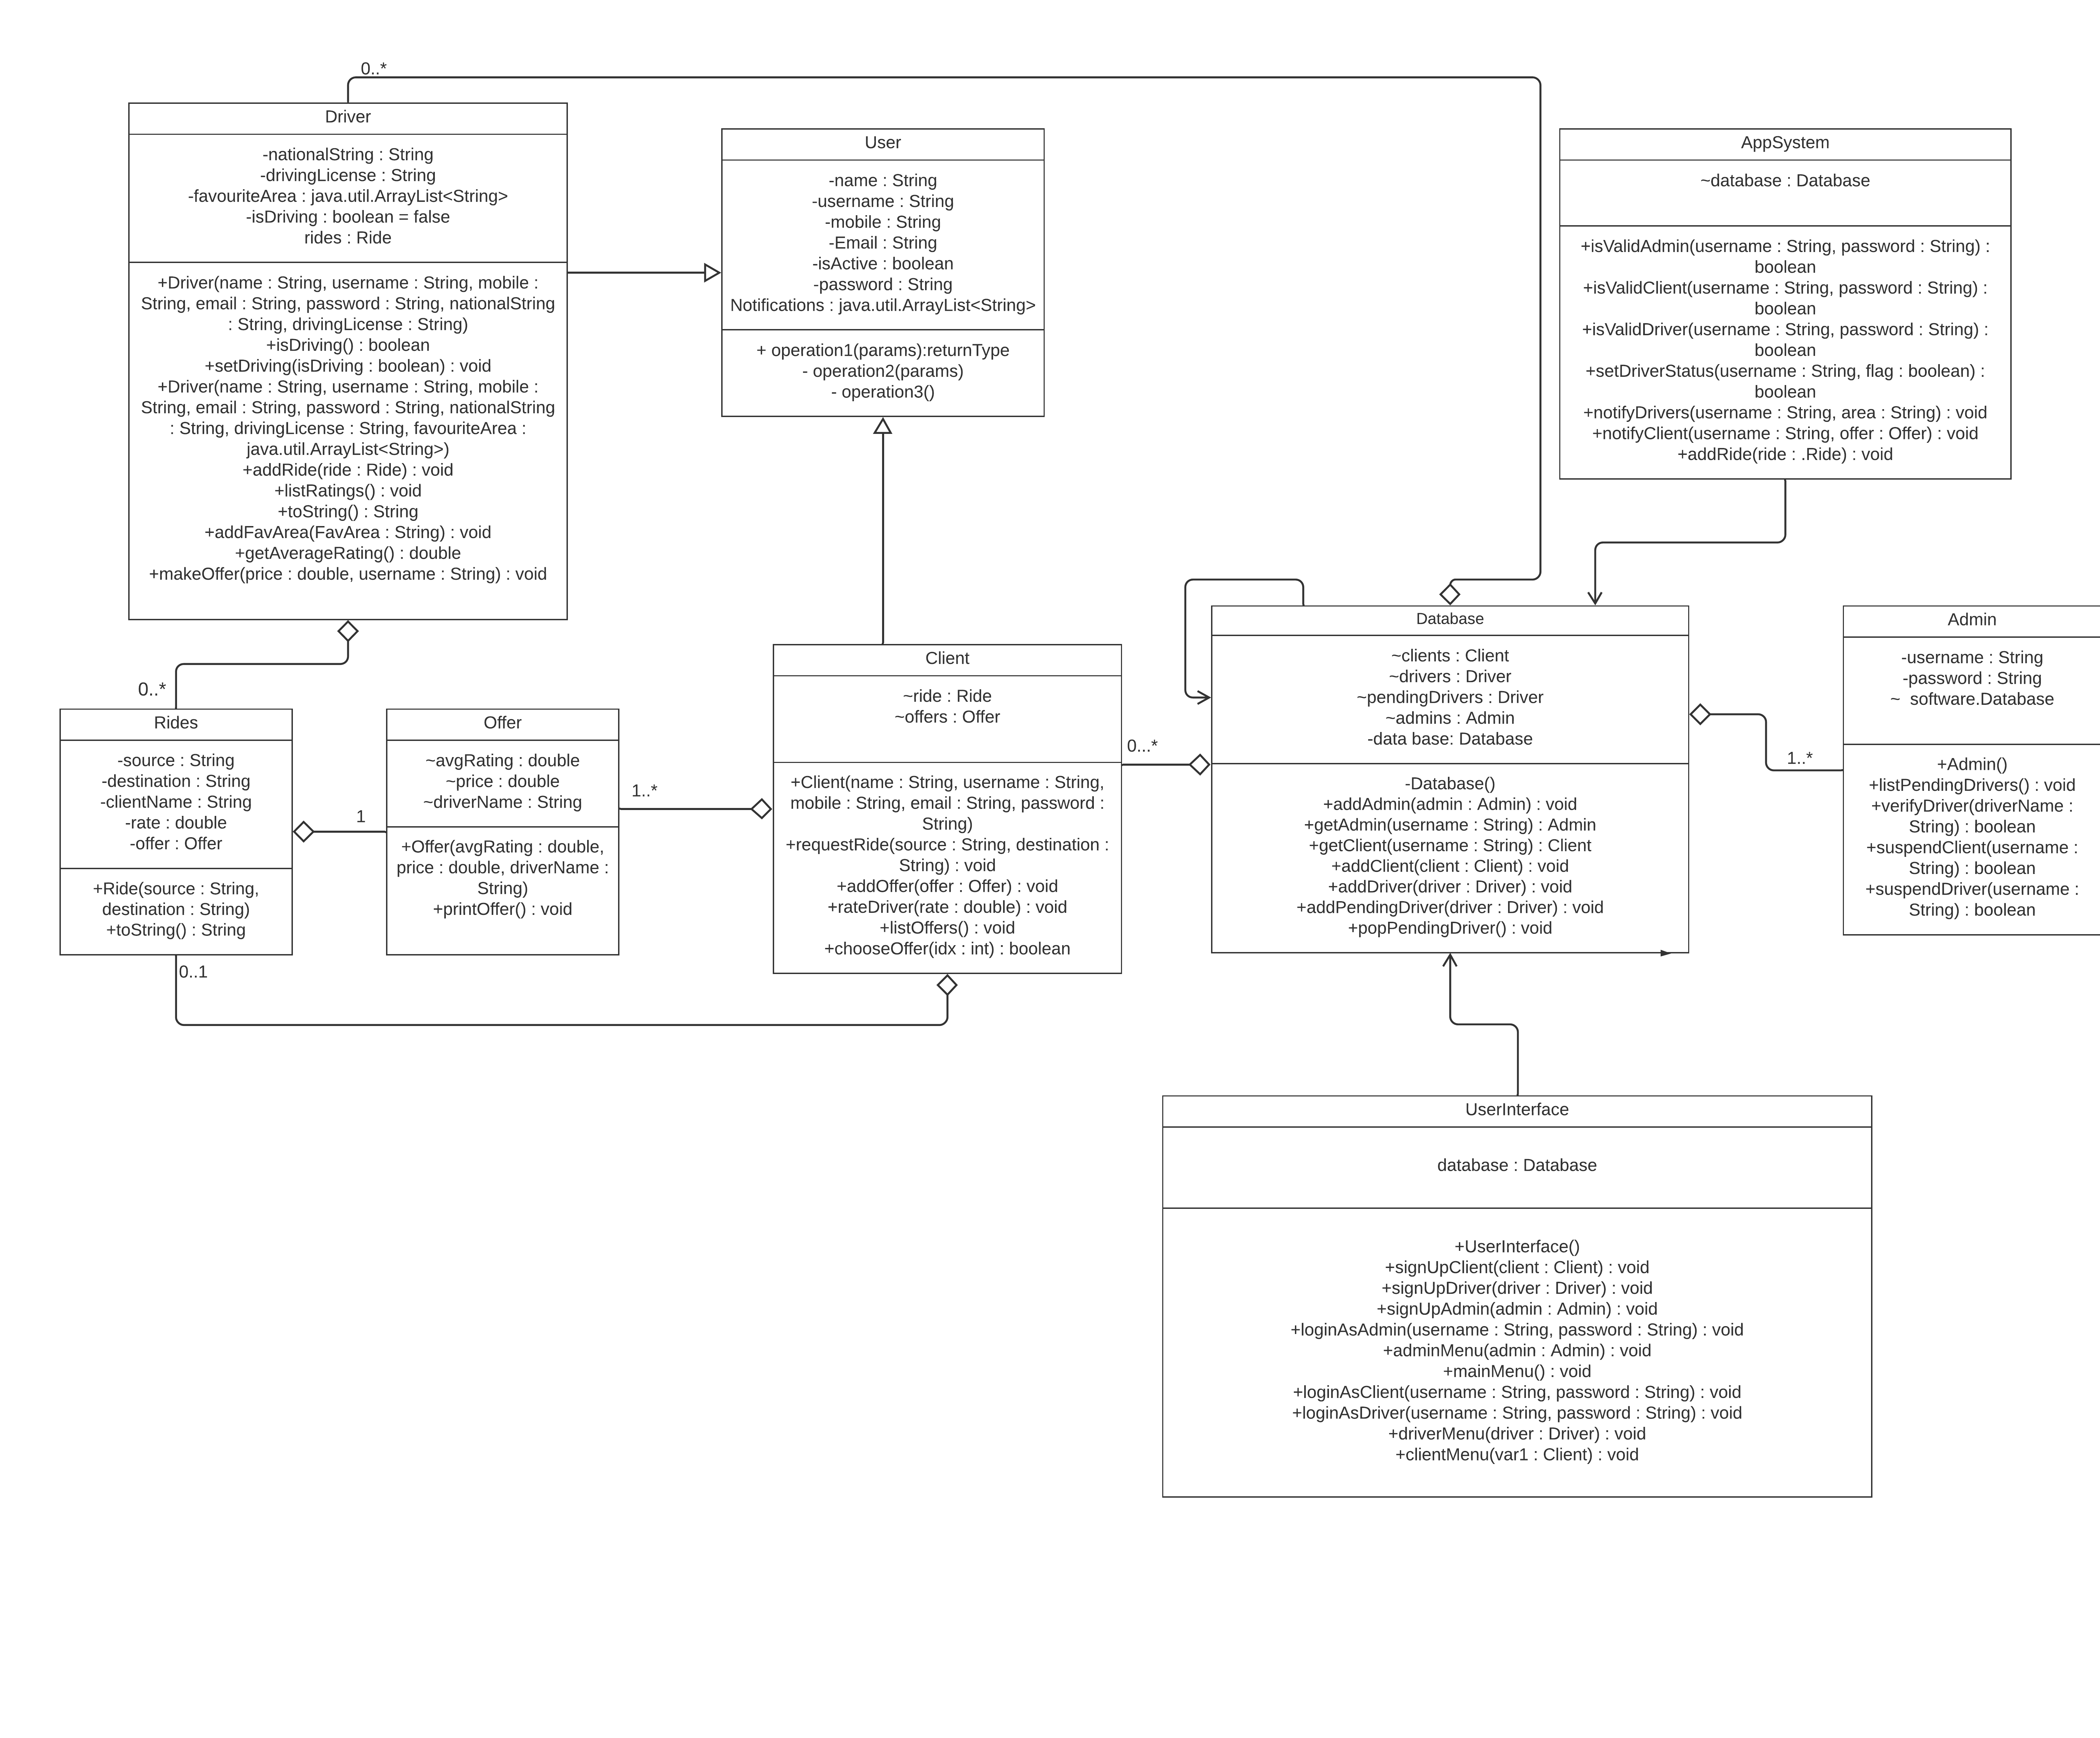 0..*
Driver
-nationalString : String
-drivingLicense : String
-favouriteArea : java.util.ArrayList<String>
-isDriving : boolean = false
rides : Ride
+Driver(name : String, username : String, mobile :
String, email : String, password : String, nationalString
: String, drivingLicense : String)
+isDriving() : boolean
+setDriving(isDriving : boolean) : void
+Driver(name : String, username : String, mobile :
String, email : String, password : String, nationalString
: String, drivingLicense : String, favouriteArea :
java.util.ArrayList<String>)
+addRide(ride : Ride) : void
+listRatings() : void
+toString() : String
+addFavArea(FavArea : String) : void
+getAverageRating() : double
+makeOffer(price : double, username : String) : void
User
-name : String
-username : String
-mobile : String
-Email : String
-isActive : boolean
-password : String
Notifications : java.util.ArrayList<String>
+ operation1(params):returnType
- operation2(params)
- operation3()
AppSystem
~database : Database
+isValidAdmin(username : String, password : String) :
boolean
+isValidClient(username : String, password : String) :
boolean
+isValidDriver(username : String, password : String) :
boolean
+setDriverStatus(username : String, flag : boolean) :
boolean
+notifyDrivers(username : String, area : String) : void
+notifyClient(username : String, offer : Offer) : void
+addRide(ride : .Ride) : void
0..*
Rides
-source : String
-destination : String
-clientName : String
-rate : double
-offer : Offer
+Ride(source : String,
destination : String)
+toString() : String
0..1
1
Offer
~avgRating : double
~price : double
~driverName : String
+Offer(avgRating : double,
price : double, driverName :
String)
+printOffer() : void
1..*
Client
~ride : Ride
~offers : Offer
+Client(name : String, username : String,
mobile : String, email : String, password :
String)
+requestRide(source : String, destination :
String) : void
+addOffer(offer : Offer) : void
+rateDriver(rate : double) : void
+listOffers() : void
+chooseOffer(idx : int) : boolean
0...*
Database
~clients : Client
~drivers : Driver
~pendingDrivers : Driver
~admins : Admin
-data base: Database
-Database()
+addAdmin(admin : Admin) : void
+getAdmin(username : String) : Admin
+getClient(username : String) : Client
+addClient(client : Client) : void
+addDriver(driver : Driver) : void
+addPendingDriver(driver : Driver) : void
+popPendingDriver() : void
1..*
Admin
-username : String
-password : String
~  software.Database
+Admin()
+listPendingDrivers() : void
+verifyDriver(driverName :
String) : boolean
+suspendClient(username :
String) : boolean
+suspendDriver(username :
String) : boolean
UserInterface
database : Database
+UserInterface()
+signUpClient(client : Client) : void
+signUpDriver(driver : Driver) : void
+signUpAdmin(admin : Admin) : void
+loginAsAdmin(username : String, password : String) : void
+adminMenu(admin : Admin) : void
+mainMenu() : void
+loginAsClient(username : String, password : String) : void
+loginAsDriver(username : String, password : String) : void
+driverMenu(driver : Driver) : void
+clientMenu(var1 : Client) : void